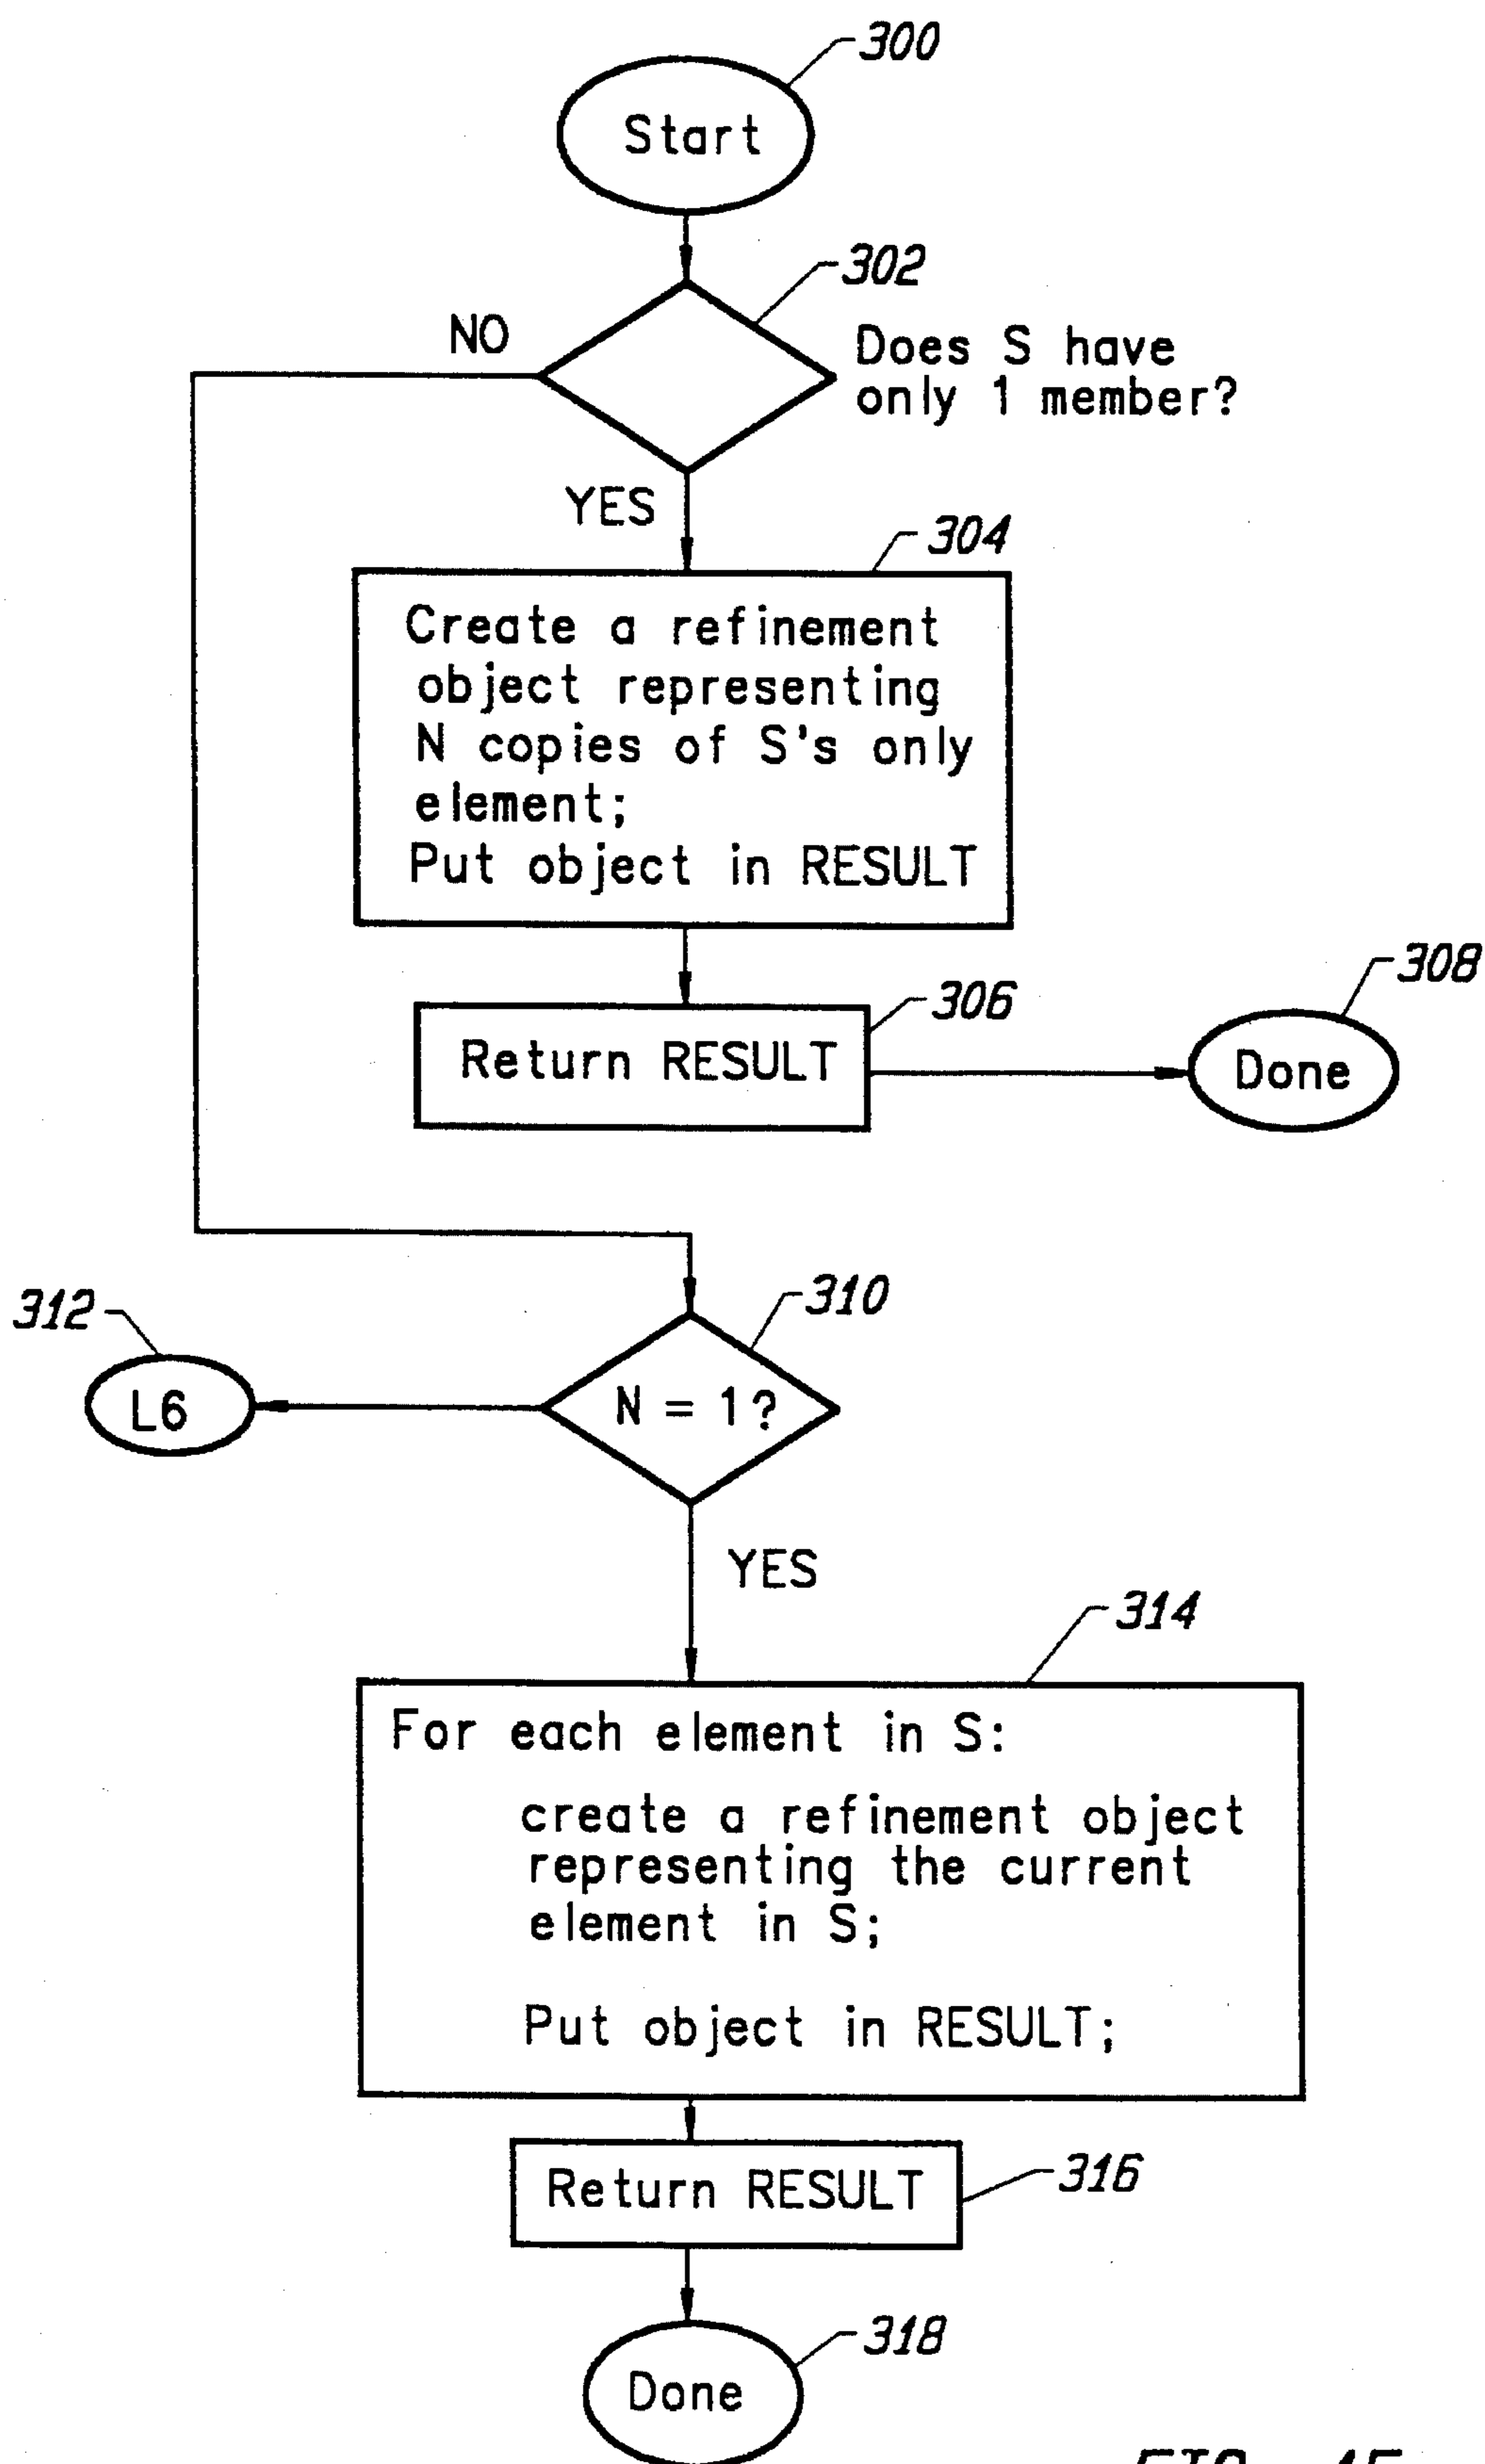 300
Start
302
NO
Does S have
only 1 member?
YES
304
Create a refinement
object representing
N copies of S's only
element;
Put object in RESULT
306
Return RESULT
308
Done
310
312
L6
N = 1?
YES
314
For each element in S:
create a refinement object
representing the current
element in S;
Put object in RESULT;
316
Return RESULT
318
Done